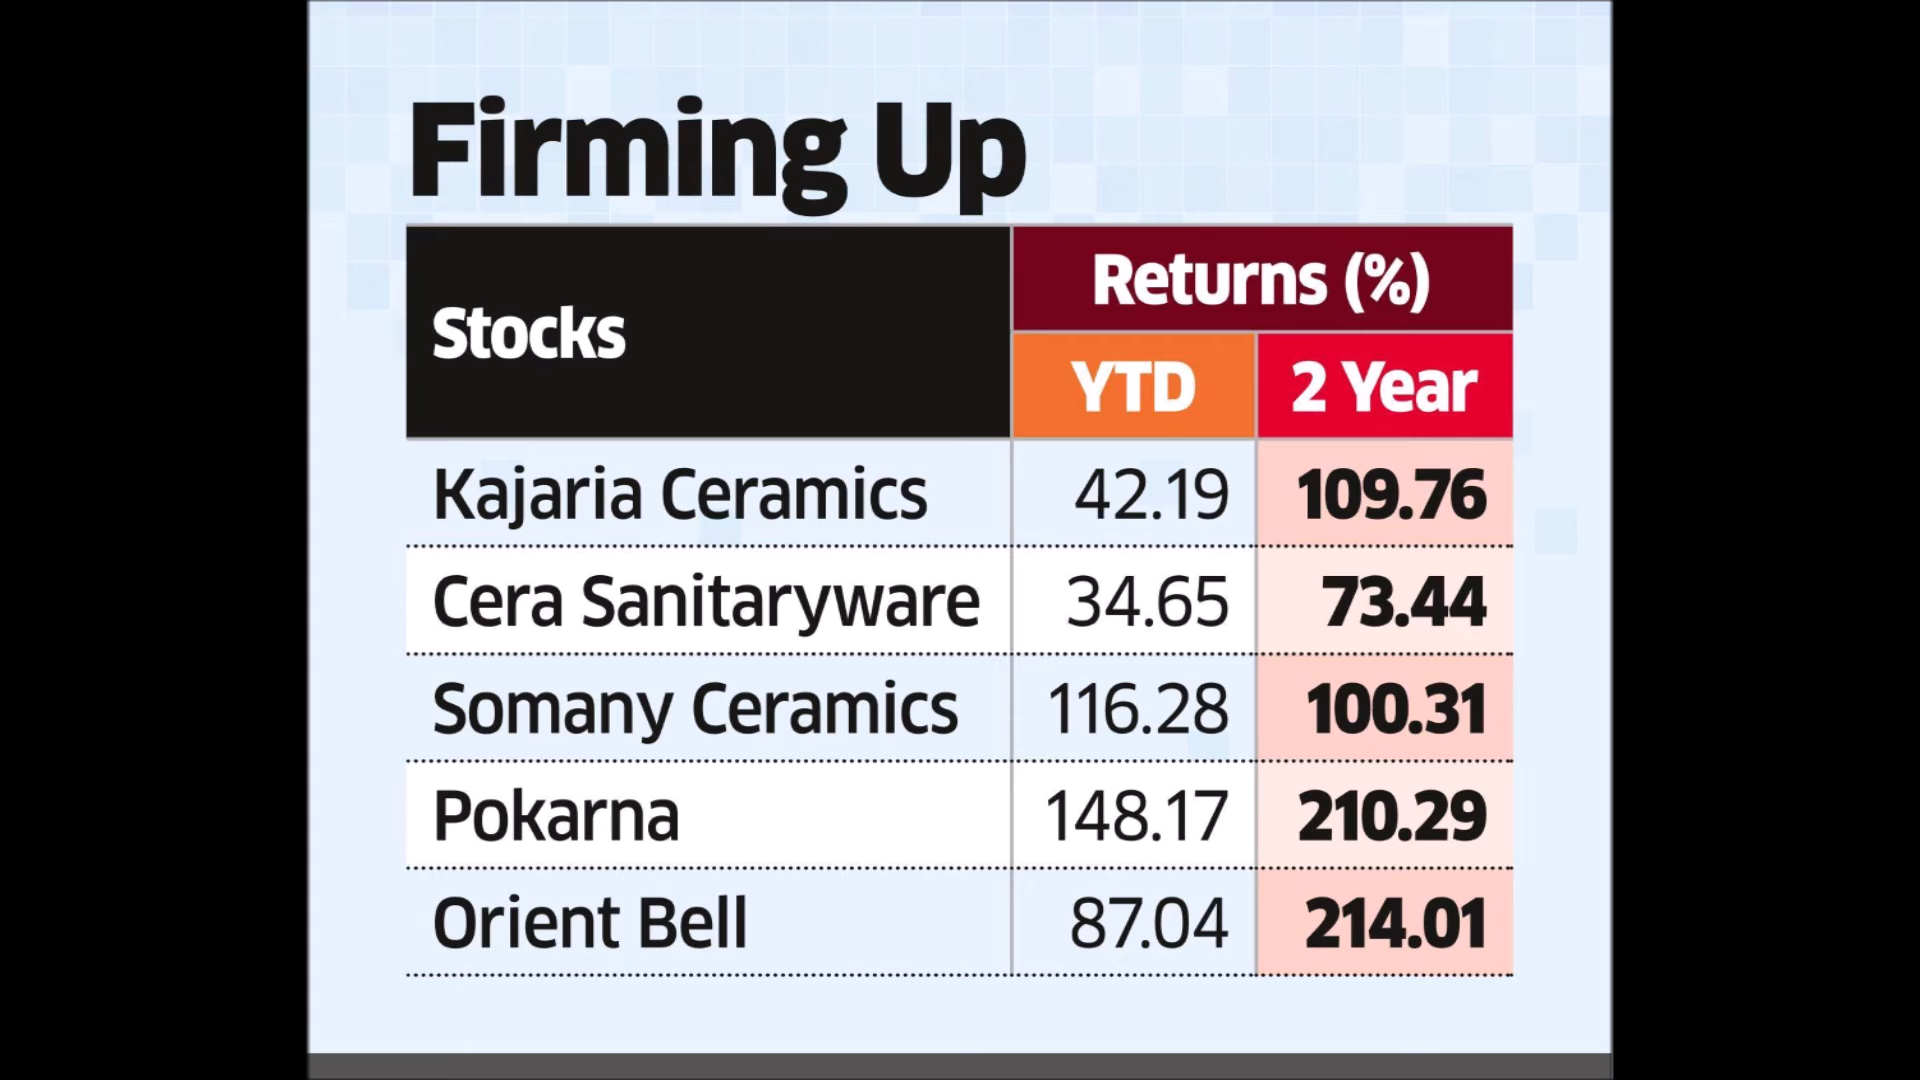 Firming Up
Stocks
Returns (%)
YTD 2 Year
Kajaria Ceramics 42.19 109.76
Cera Sanitaryware 34.65 73.44
Somany Ceramics 116.28 100.31
Pokarna 148.17 210.29
Orient Bell 87.04 214.01